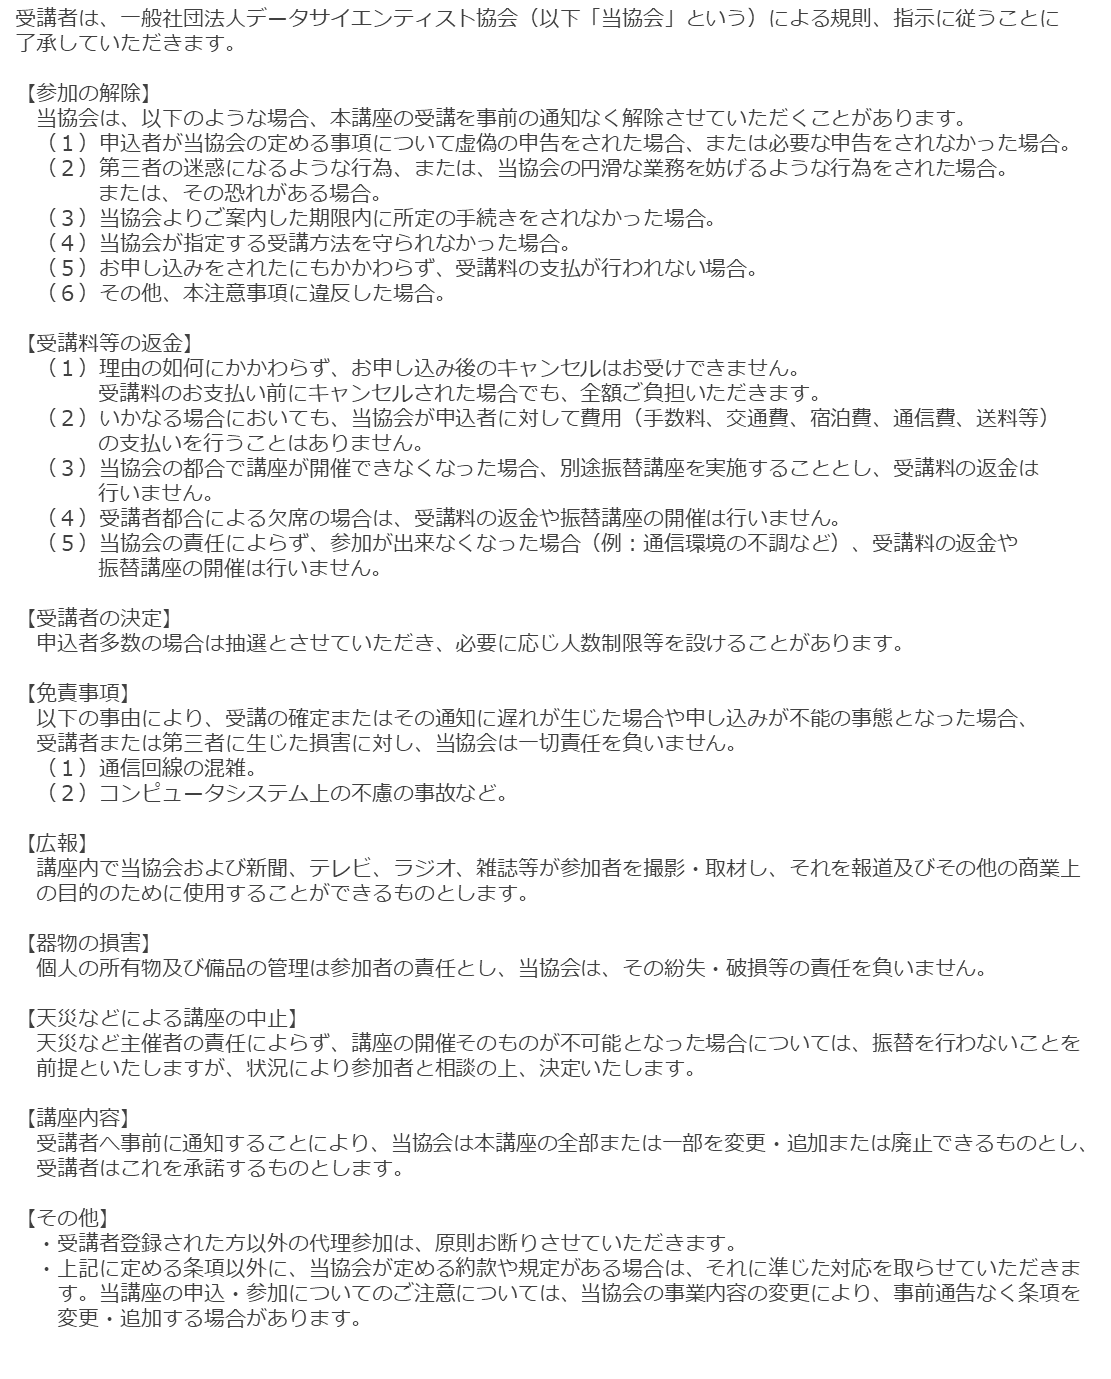 受講者は、一般社団法人データサイエンティスト協会（以下「当協会」という）による規則、指示に従うことに
了承していただきます。
【参加の解除】
当協会は、以下のような場合、本講座の受講を事前の通知なく解除させていただくことがあります。
（１）申込者が当協会の定める事項について虚偽の申告をされた場合、または必要な申告をされなかった場合。
（２）第三者の迷惑になるような行為、または、当協会の円滑な業務を妨げるような行為をされた場合。
または、その恐れがある場合。
（３）当協会よりご案内した期限内に所定の手続きをされなかった場合。
（４）当協会が指定する受講方法を守られなかった場合。
（５）お申し込みをされたにもかかわらず、受講料の支払が行われない場合。
（６）その他、本注意事項に違反した場合。
【受講料等の返金】
（１）理由の如何にかかわらず、お申し込み後のキャンセルはお受けできません。
受講料のお支払い前にキャンセルされた場合でも、全額ご負担いただきます。
（２）いかなる場合においても、当協会が申込者に対して費用（手数料、交通費、宿泊費、通信費、送料等）
の支払いを行うことはありません。
（３）当協会の都合で講座が開催できなくなった場合、別途振替講座を実施することとし、受講料の返金は
行いません。
（４）受講者都合による欠席の場合は、受講料の返金や振替講座の開催は行いません。
（５）当協会の責任によらず、参加が出来なくなった場合（例：通信環境の不調など）、受講料の返金や
振替講座の開催は行いません。
【受講者の決定】
申込者多数の場合は抽選とさせていただき、必要に応じ人数制限等を設けることがあります。
【免責事項】
以下の事由により、受講の確定またはその通知に遅れが生じた場合や申し込みが不能の事態となった場合、
受講者または第三者に生じた損害に対し、当協会は一切責任を負いません。
（１）通信回線の混雑。
（２）コンピュータシステム上の不慮の事故など。
【広報】
講座内で当協会および新聞、テレビ、ラジオ、雑誌等が参加者を撮影・取材し、それを報道及びその他の商業上
の目的のために使用することができるものとします。
【器物の損害】
個人の所有物及び備品の管理は参加者の責任とし、当協会は、その紛失・破損等の責任を負いません。
【天災などによる講座の中止】
天災など主催者の責任によらず、講座の開催そのものが不可能となった場合については、振替を行わないことを
前提といたしますが、状況により参加者と相談の上、決定いたします。
【講座内容】
受講者へ事前に通知することにより、当協会は本講座の全部または一部を変更・追加または廃止できるものとし、
受講者はこれを承諾するものとします。
【その他】
・受講者登録された方以外の代理参加は、原則お断りさせていただきます。
・上記に定める条項以外に、当協会が定める約款や規定がある場合は、それに準じた対応を取らせていただきま
す。当講座の申込・参加についてのご注意については、当協会の事業内容の変更により、事前通告なく条項を
変更・追加する場合があります。